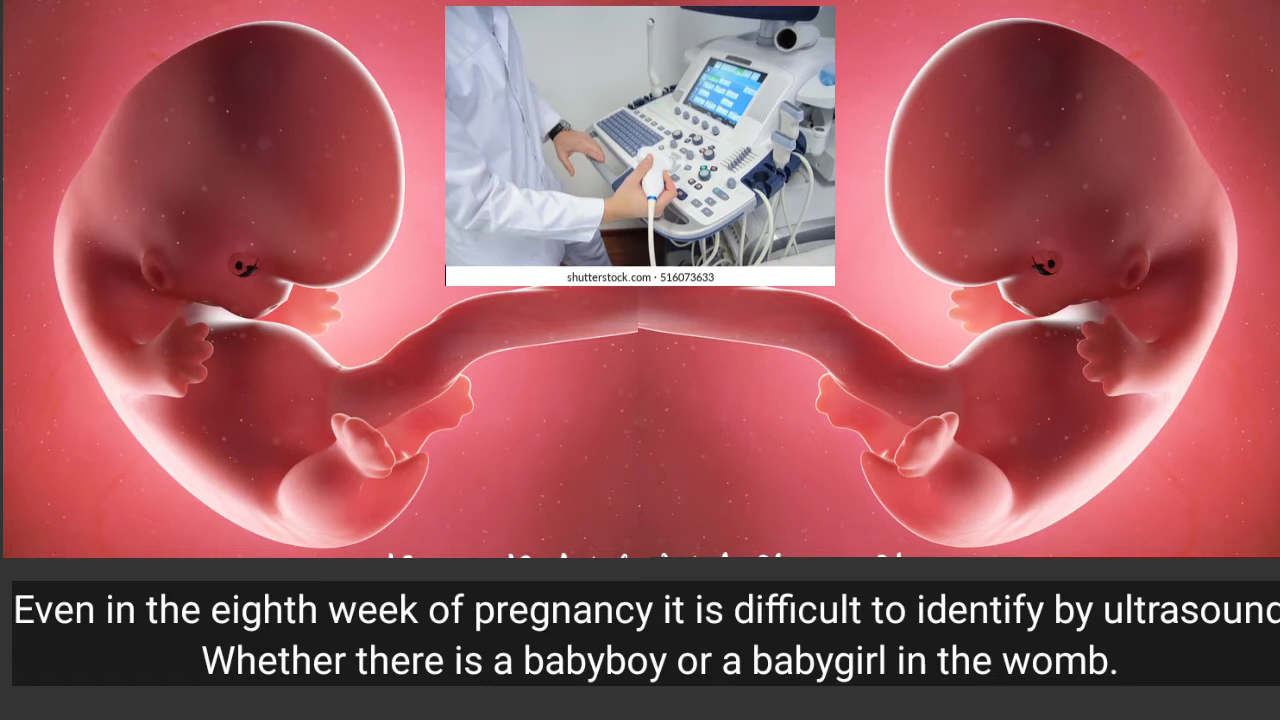 shutterstock.com · 516073633
Even in the eighth week of pregnancy it is difficult to identify by ultrasound
Whether there is a babyboy or a babygirl in the womb.